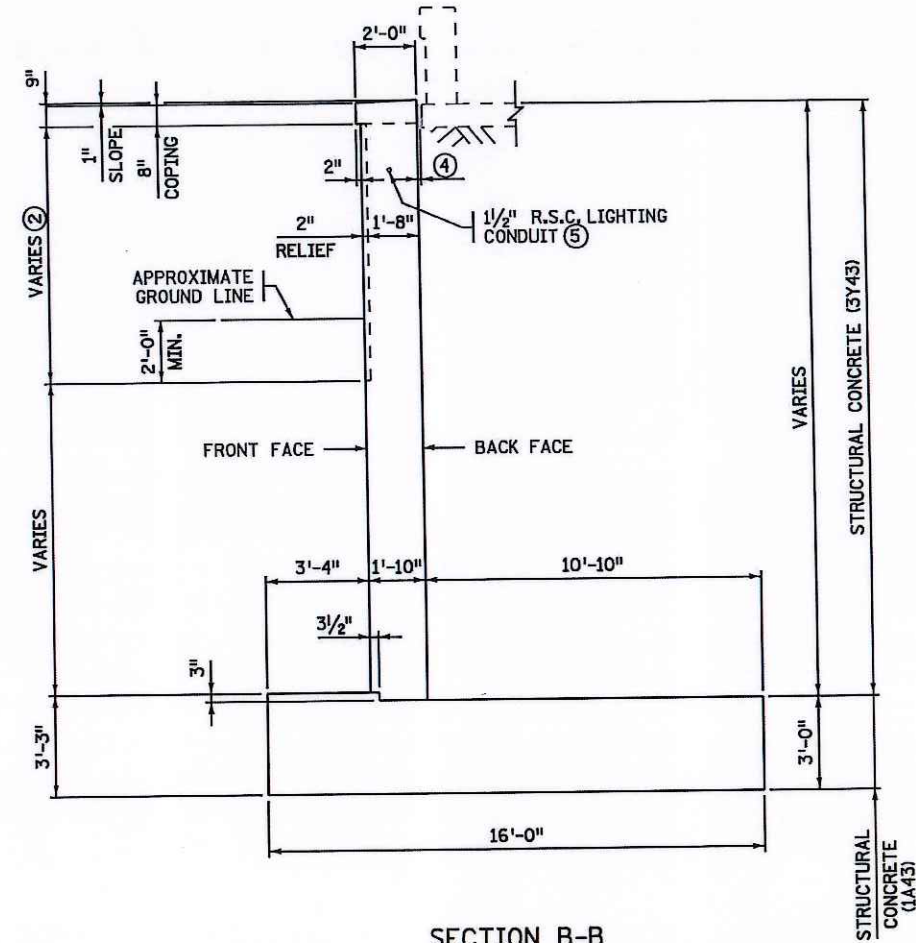 2'-0"
9"
1"
SLOPE
8"
COPING
2"
④
VARIES ②
1½" R.S.C. LIGHTING
CONDUIT ⑤
2"
RELIEF
1'-8"
APPROXIMATE
GROUND LINE
2'-0"
MIN.
FRONT FACE
BACK FACE
VARIES
STRUCTURAL CONCRETE (3Y43)
VARIES
3'-4"
1'-10"
10'-10"
3½"
3"
3'-3"
3'-0"
16'-0"
STRUCTURAL
CONCRETE
(1A43)
SECTION B-B